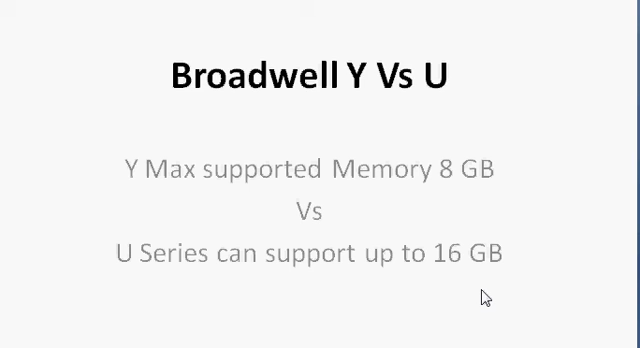 Broadwell Y Vs U
Y Max supported Memory 8 GB
Vs
U Series can support up to 16 GB